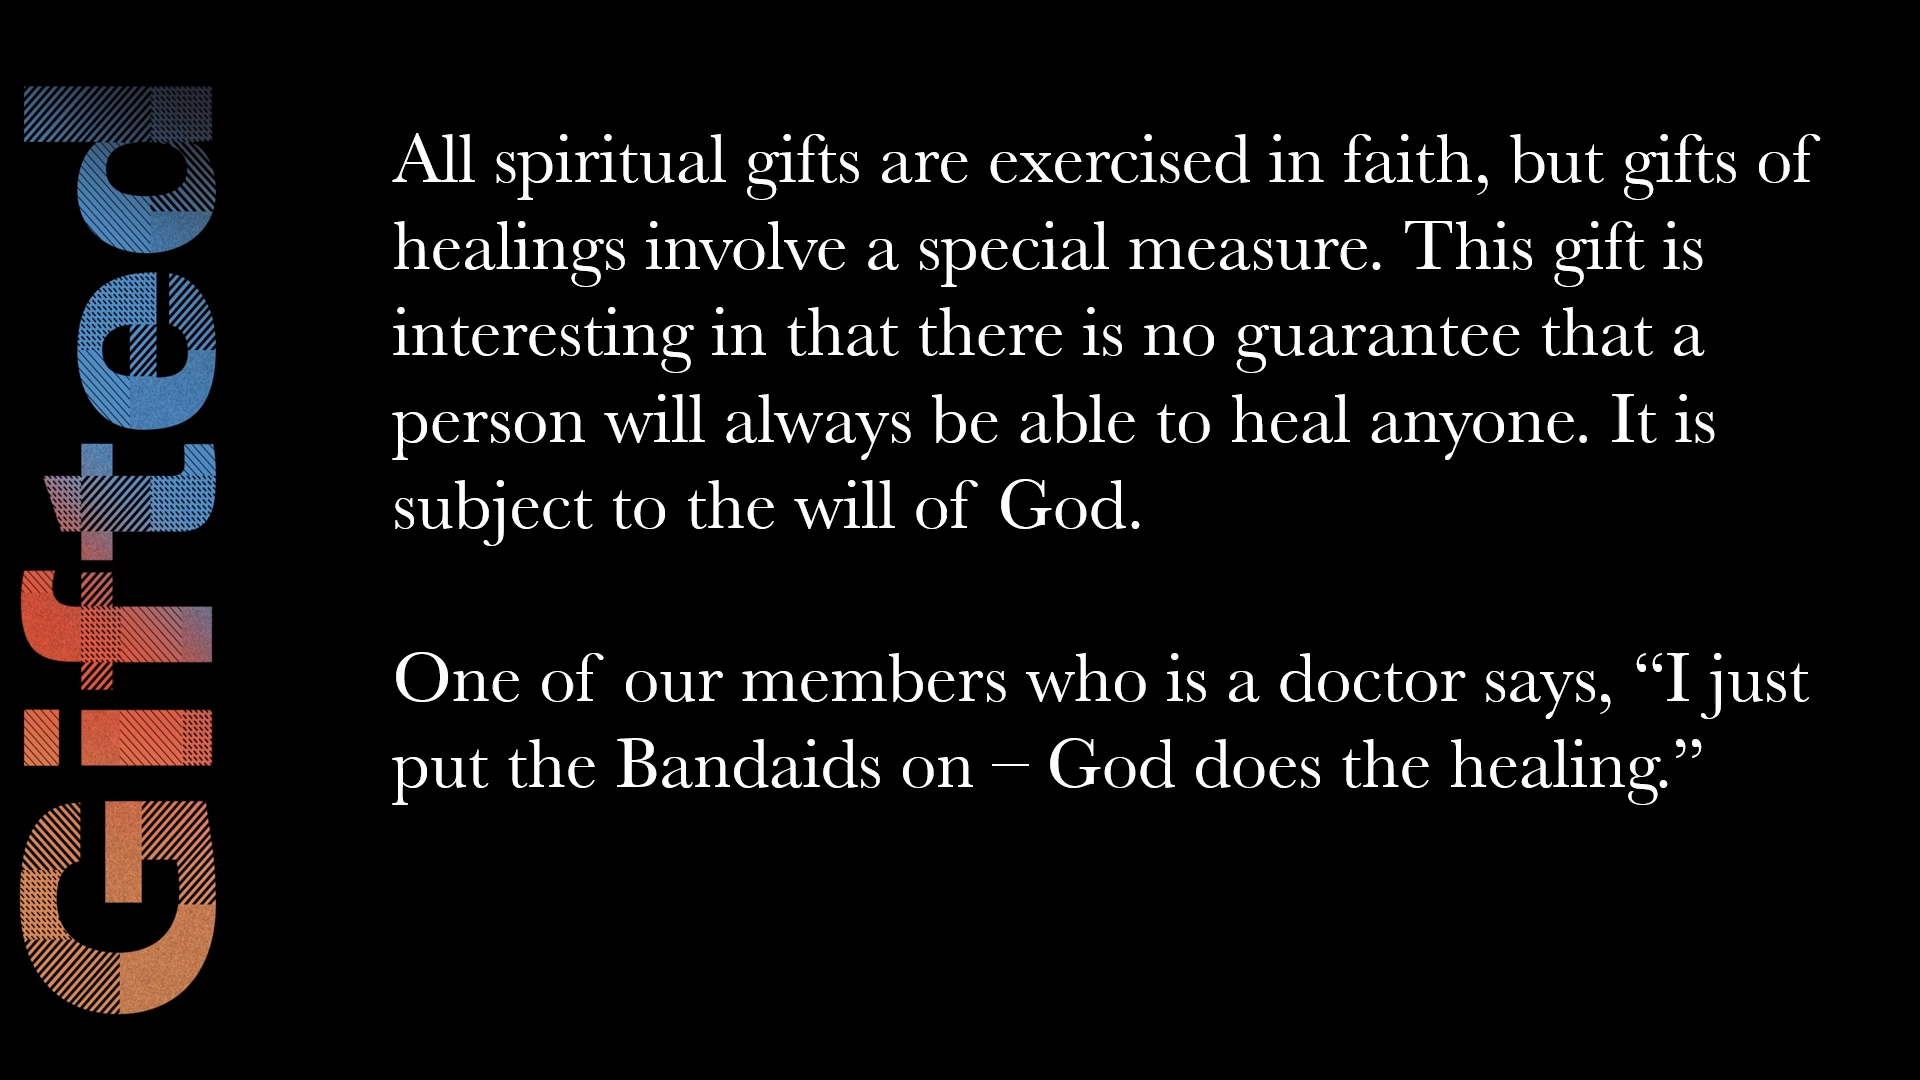 Gifted
All spiritual gifts are exercised in faith, but gifts of
healings involve a special measure. This gift is
interesting in that there is no guarantee that a
person will always be able to heal anyone. It is
subject to the will of God.
One of our members who is a doctor says, “I just
put the Bandaids on – God does the healing.”